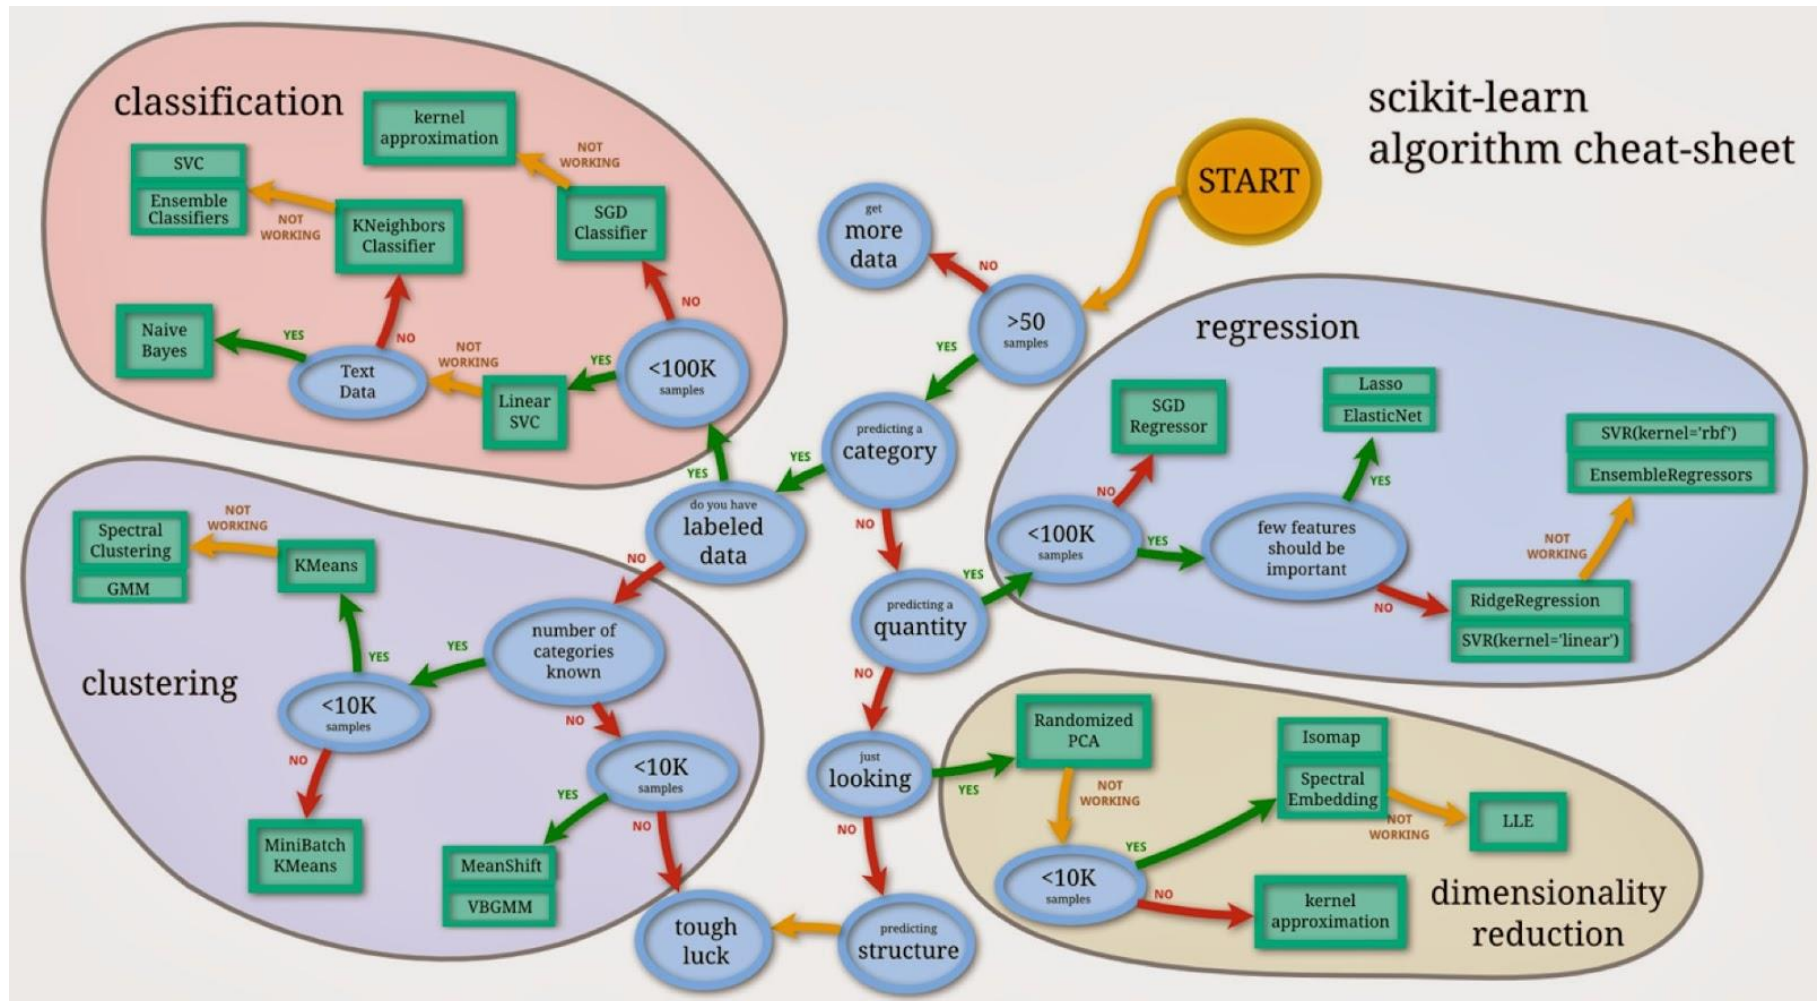 scikit-learn
algorithm cheat-sheet
START
classification
kernel
approximation
NOT
WORKING
SVC
Ensemble
Classifiers
NOT
WORKING
KNeighbors
Classifier
SGD
Classifier
NO
Naive
Bayes
YES
NO
Text
Data
NOT
WORKING
Linear
SVC
YES
<100K
samples
YES
get
more
data
NO
>50
samples
YES
predicting a
category
YES
NO
do you have
labeled
data
NO
predicting a
quantity
YES
NO
just
looking
YES
NO
predicting
structure
tough
luck
regression
SGD
Regressor
NO
<100K
samples
YES
Lasso
ElasticNet
YES
few features
should be
important
NO
SVR(kernel='rbf')
EnsembleRegressors
NOT
WORKING
RidgeRegression
SVR(kernel='linear')
clustering
Spectral
Clustering
GMM
NOT
WORKING
KMeans
YES
<10K
samples
YES
number of
categories
known
NO
NO
MiniBatch
KMeans
<10K
samples
YES
NO
MeanShift
VBGMM
dimensionality
reduction
Randomized
PCA
NOT
WORKING
<10K
samples
YES
NO
Isomap
Spectral
Embedding
NOT
WORKING
LLE
kernel
approximation